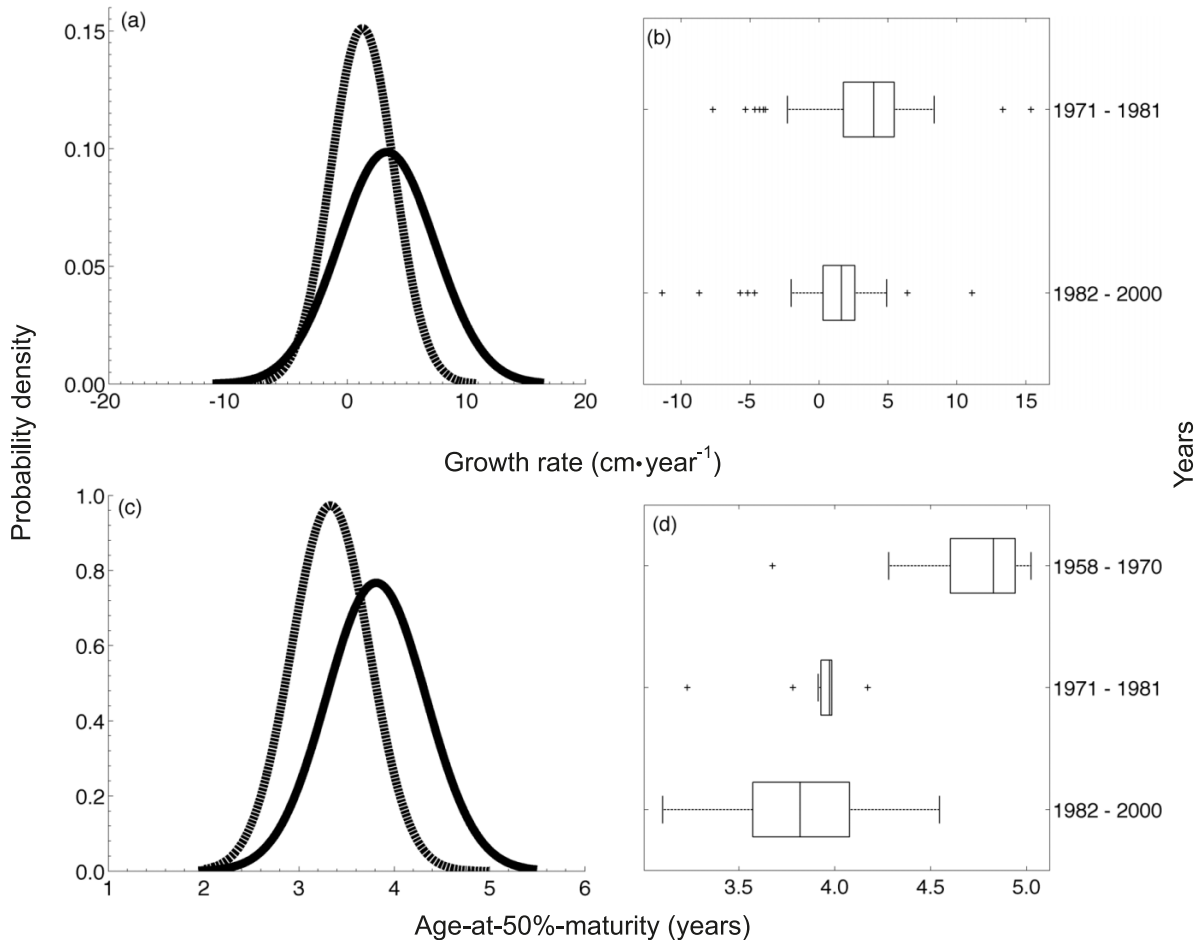 (a)
0.15
0.10
0.05
0.00
-20
-10
0
10
20
(b)
1971 - 1981
1982 - 2000
-10
-5
0
5
10
15
Growth rate (cm•year-1)
Probability density
Years
(c)
1.0
0.8
0.6
0.4
0.2
0.0
1
2
3
4
5
6
(d)
1958 - 1970
1971 - 1981
1982 - 2000
3.5
4.0
4.5
5.0
Age-at-50%-maturity (years)